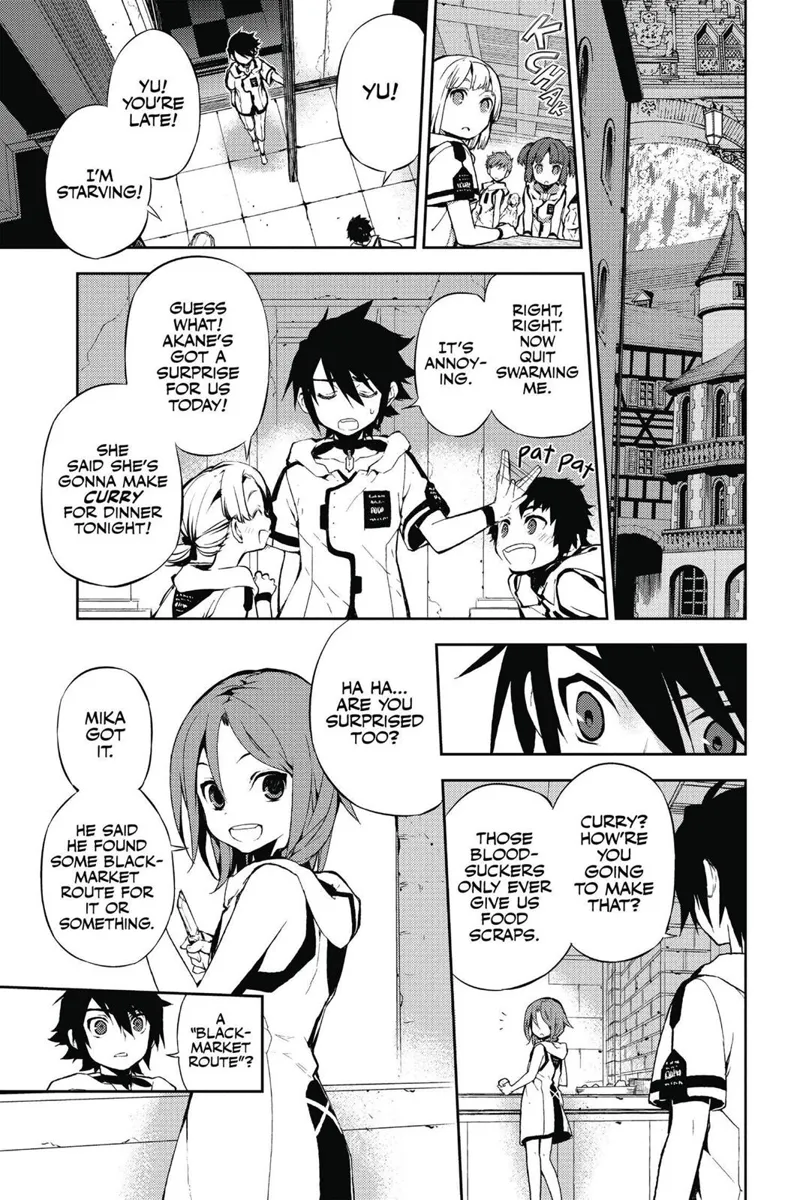 KCHAK
YU!
YU!
YOU'RE
LATE!
I'M
STARVING!
RIGHT,
RIGHT.
NOW
QUIT
SWARMING
ME.
IT'S
ANNOY-
ING.
PAT PAT
GUESS
WHAT!
AKANE'S
GOT A
SURPRISE
FOR US
TODAY!
SHE
SAID SHE'S
GONNA MAKE
CURRY
FOR DINNER
TONIGHT!
CURRY?
HOW'RE
YOU
GOING
TO MAKE
THAT?
THOSE
BLOOD-
SUCKERS
ONLY EVER
GIVE US
FOOD
SCRAPS.
HA HA...
ARE YOU
SURPRISED
TOO?
MIKA
GOT
IT.
HE SAID
HE FOUND
SOME BLACK-
MARKET
ROUTE FOR
IT OR
SOMETHING.
A
"BLACK-
MARKET
ROUTE"?